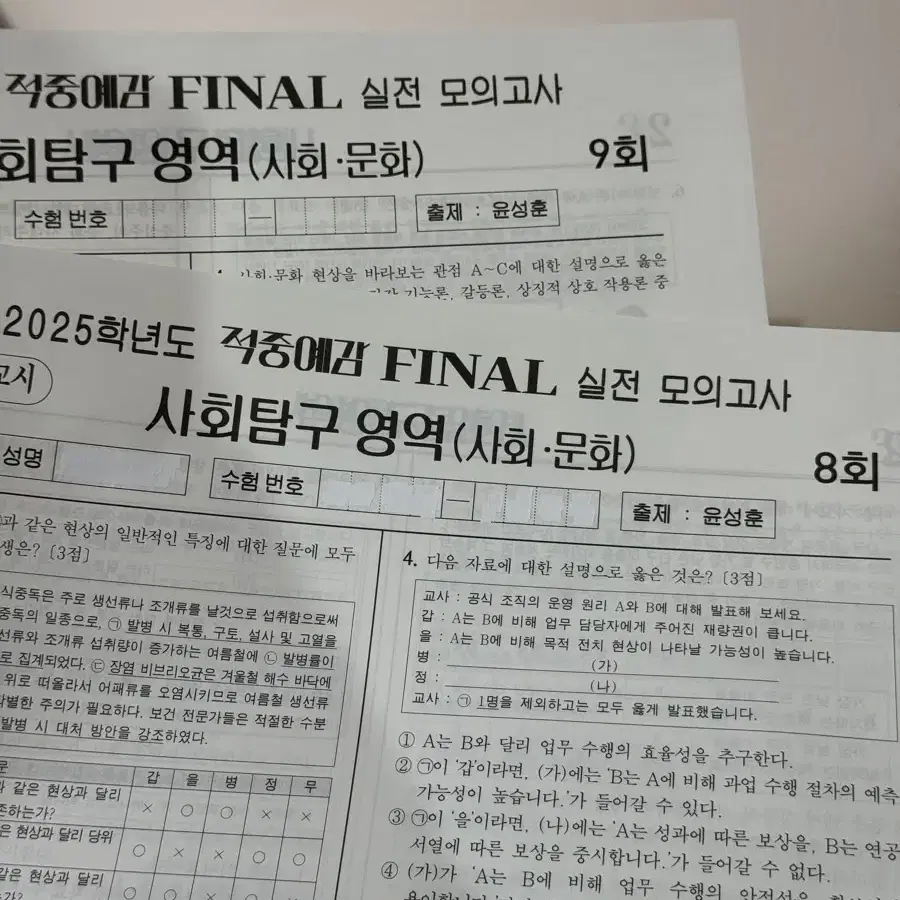 적중예감 FINAL 실전 모의고사
회탐구 영역(사회·문화) 9회
수험 번호 — 출제 : 윤성훈
사회·문화 현상을 바라보는 관점 A~C에 대한 설명으로 옳은
기능론, 갈등론, 상징적 상호 작용론 중
2025학년도 적중예감 FINAL 실전 모의고사
교시
사회탐구 영역(사회·문화) 8회
성명 수험 번호 — 출제 : 윤성훈
과 같은 현상의 일반적인 특징에 대한 질문에 모두
생은? [3점]
식중독은 주로 생선류나 조개류를 날것으로 섭취함으로써
중독의 일종으로, ㉠ 발병 시 복통, 구토, 설사 및 고열을
선류와 조개류 섭취량이 증가하는 여름철에 ㉡ 발병률이
로 집계되었다. ㉢ 장염 비브리오균은 겨울철 해수 바닥에
위로 떠올라서 어패류를 오염시키므로 여름철 생선류
각별한 주의가 필요하다. 보건 전문가들은 적절한 수분
발병 시 대처 방안을 강조하였다.
문 갑 을 병 정 무
와 같은 현상과 달리
존하는가? × ○ ○ × ×
은 현상과 달리 당위
○ × × ○ ○
같은 현상과 달리
가?
4. 다음 자료에 대한 설명으로 옳은 것은? [3점]
교사 : 공식 조직의 운영 원리 A와 B에 대해 발표해 보세요.
갑 : A는 B에 비해 업무 담당자에게 주어진 재량권이 큽니다.
을 : A는 B에 비해 목적 전치 현상이 나타날 가능성이 높습니다.
병 : (가)
정 : (나)
교사 : ㉠ 1명을 제외하고는 모두 옳게 발표했습니다.
① A는 B와 달리 업무 수행의 효율성을 추구한다.
② ㉠이 '갑'이라면, (가)에는 'B는 A에 비해 과업 수행 절차의 예측
가능성이 높습니다.'가 들어갈 수 있다.
③ ㉠이 '을'이라면, (나)에는 'A는 성과에 따른 보상을, B는 연공
서열에 따른 보상을 중시합니다.'가 들어갈 수 없다.
④ (가)가 'A는 B에 비해 업무 수행의 안정성을